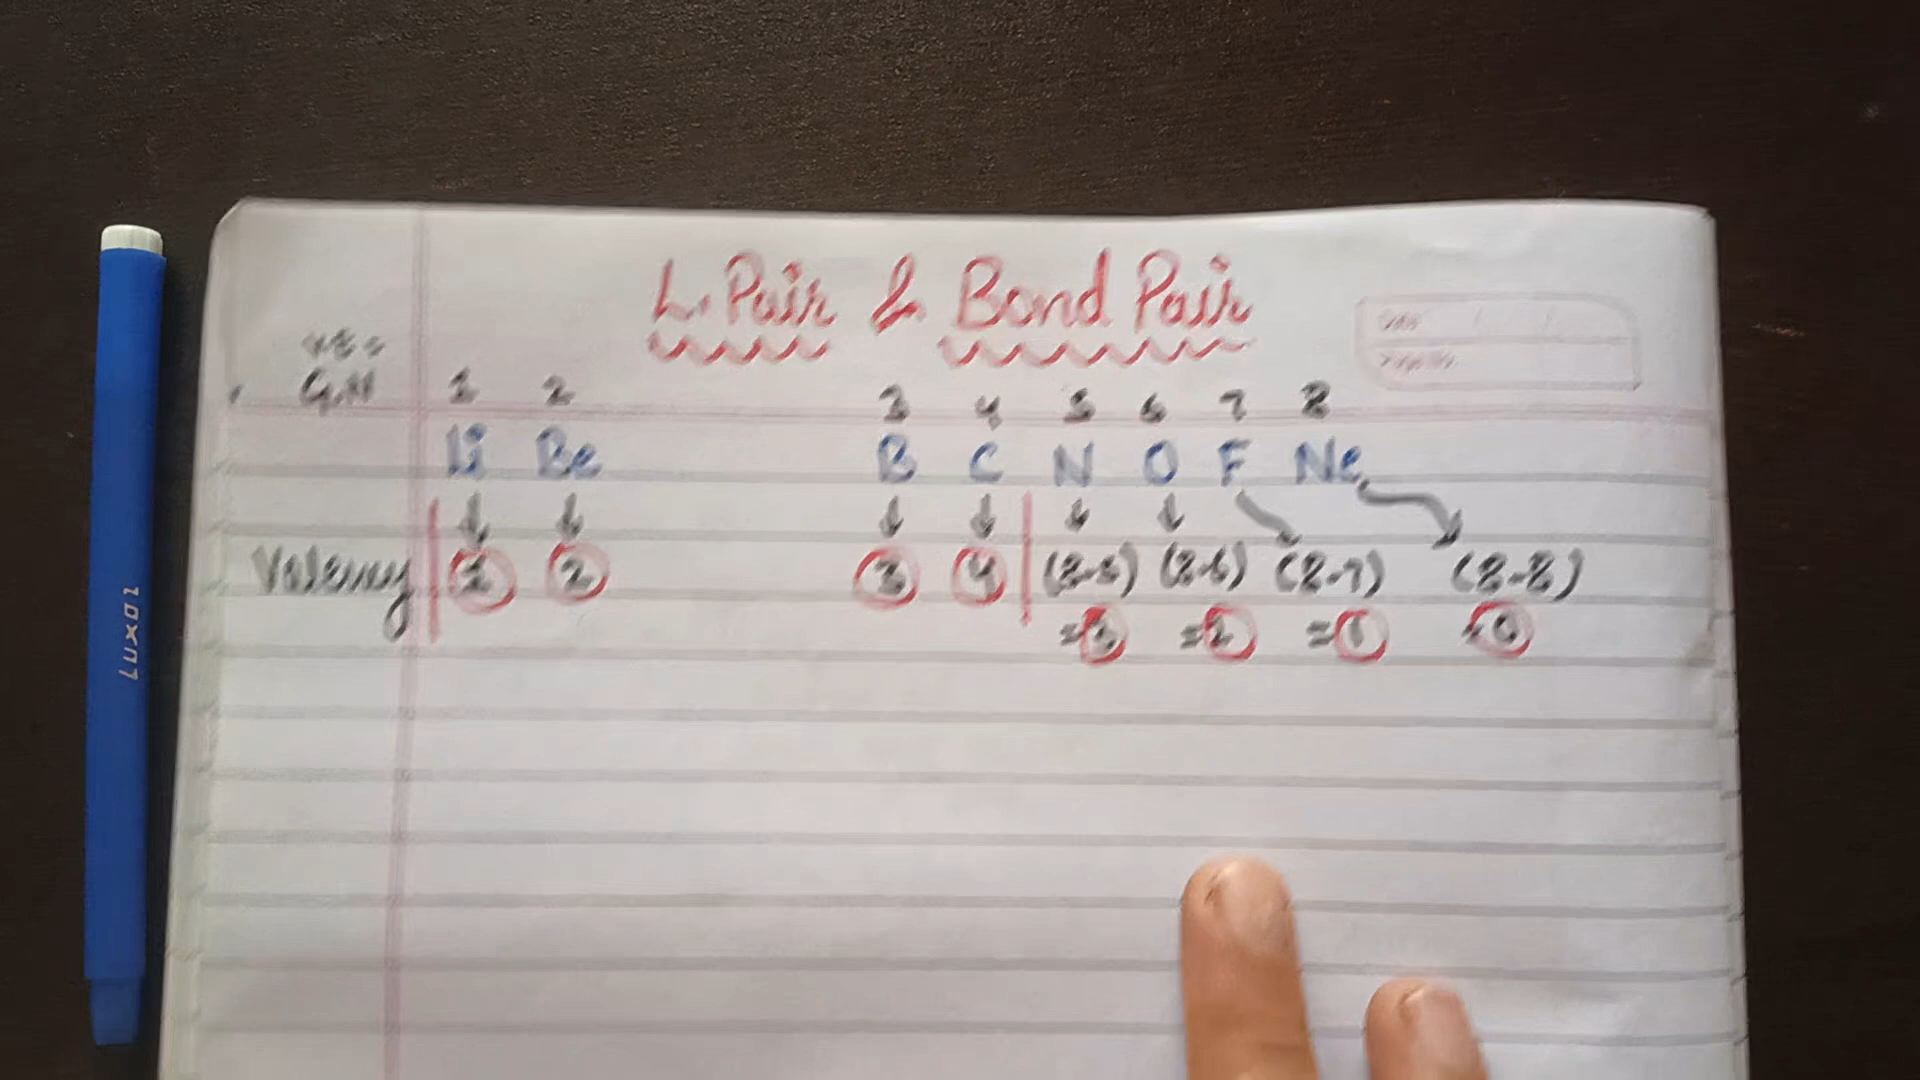 L. Pair & Bond Pair
VE =
G.N 1 2 3 4 5 6 7 8
Li Be B C N O F Ne
↓ ↓ ↓ ↓ ↓ ↓
Valency 1 2 3 4 (8-5) (8-6) (8-7) (8-8)
=3 =2 =1 =0
LUXOR